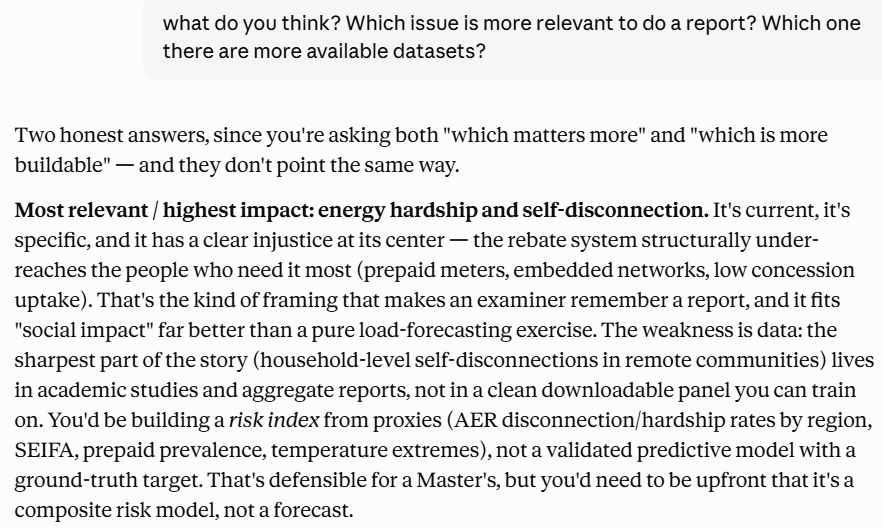 what do you think? Which issue is more relevant to do a report? Which one
there are more available datasets?
Two honest answers, since you're asking both "which matters more" and "which is more
buildable" — and they don't point the same way.
Most relevant / highest impact: energy hardship and self-disconnection. It's current, it's
specific, and it has a clear injustice at its center — the rebate system structurally under-
reaches the people who need it most (prepaid meters, embedded networks, low concession
uptake). That's the kind of framing that makes an examiner remember a report, and it fits
"social impact" far better than a pure load-forecasting exercise. The weakness is data: the
sharpest part of the story (household-level self-disconnections in remote communities) lives
in academic studies and aggregate reports, not in a clean downloadable panel you can train
on. You'd be building a risk index from proxies (AER disconnection/hardship rates by region,
SEIFA, prepaid prevalence, temperature extremes), not a validated predictive model with a
ground-truth target. That's defensible for a Master's, but you'd need to be upfront that it's a
composite risk model, not a forecast.